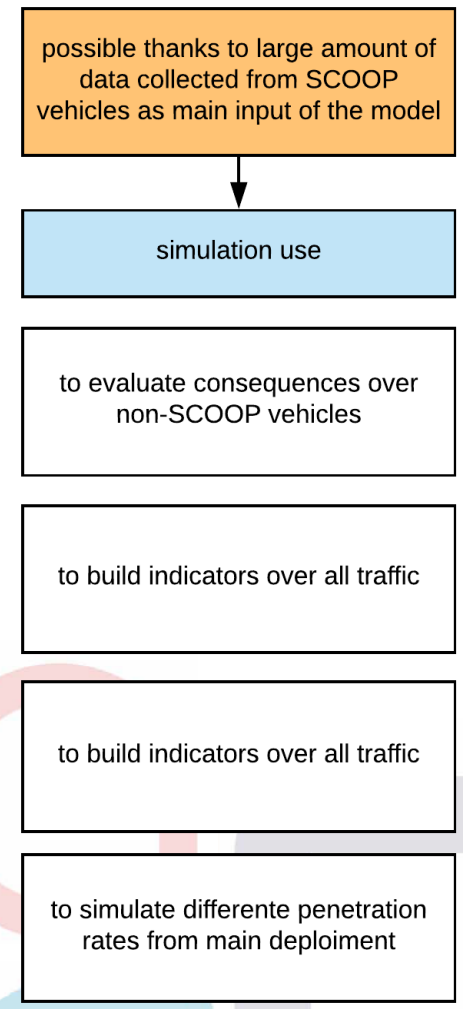 possible thanks to large amount of
data collected from SCOOP
vehicles as main input of the model
simulation use
to evaluate consequences over
non-SCOOP vehicles
to build indicators over all traffic
to build indicators over all traffic
to simulate differente penetration
rates from main deploiment